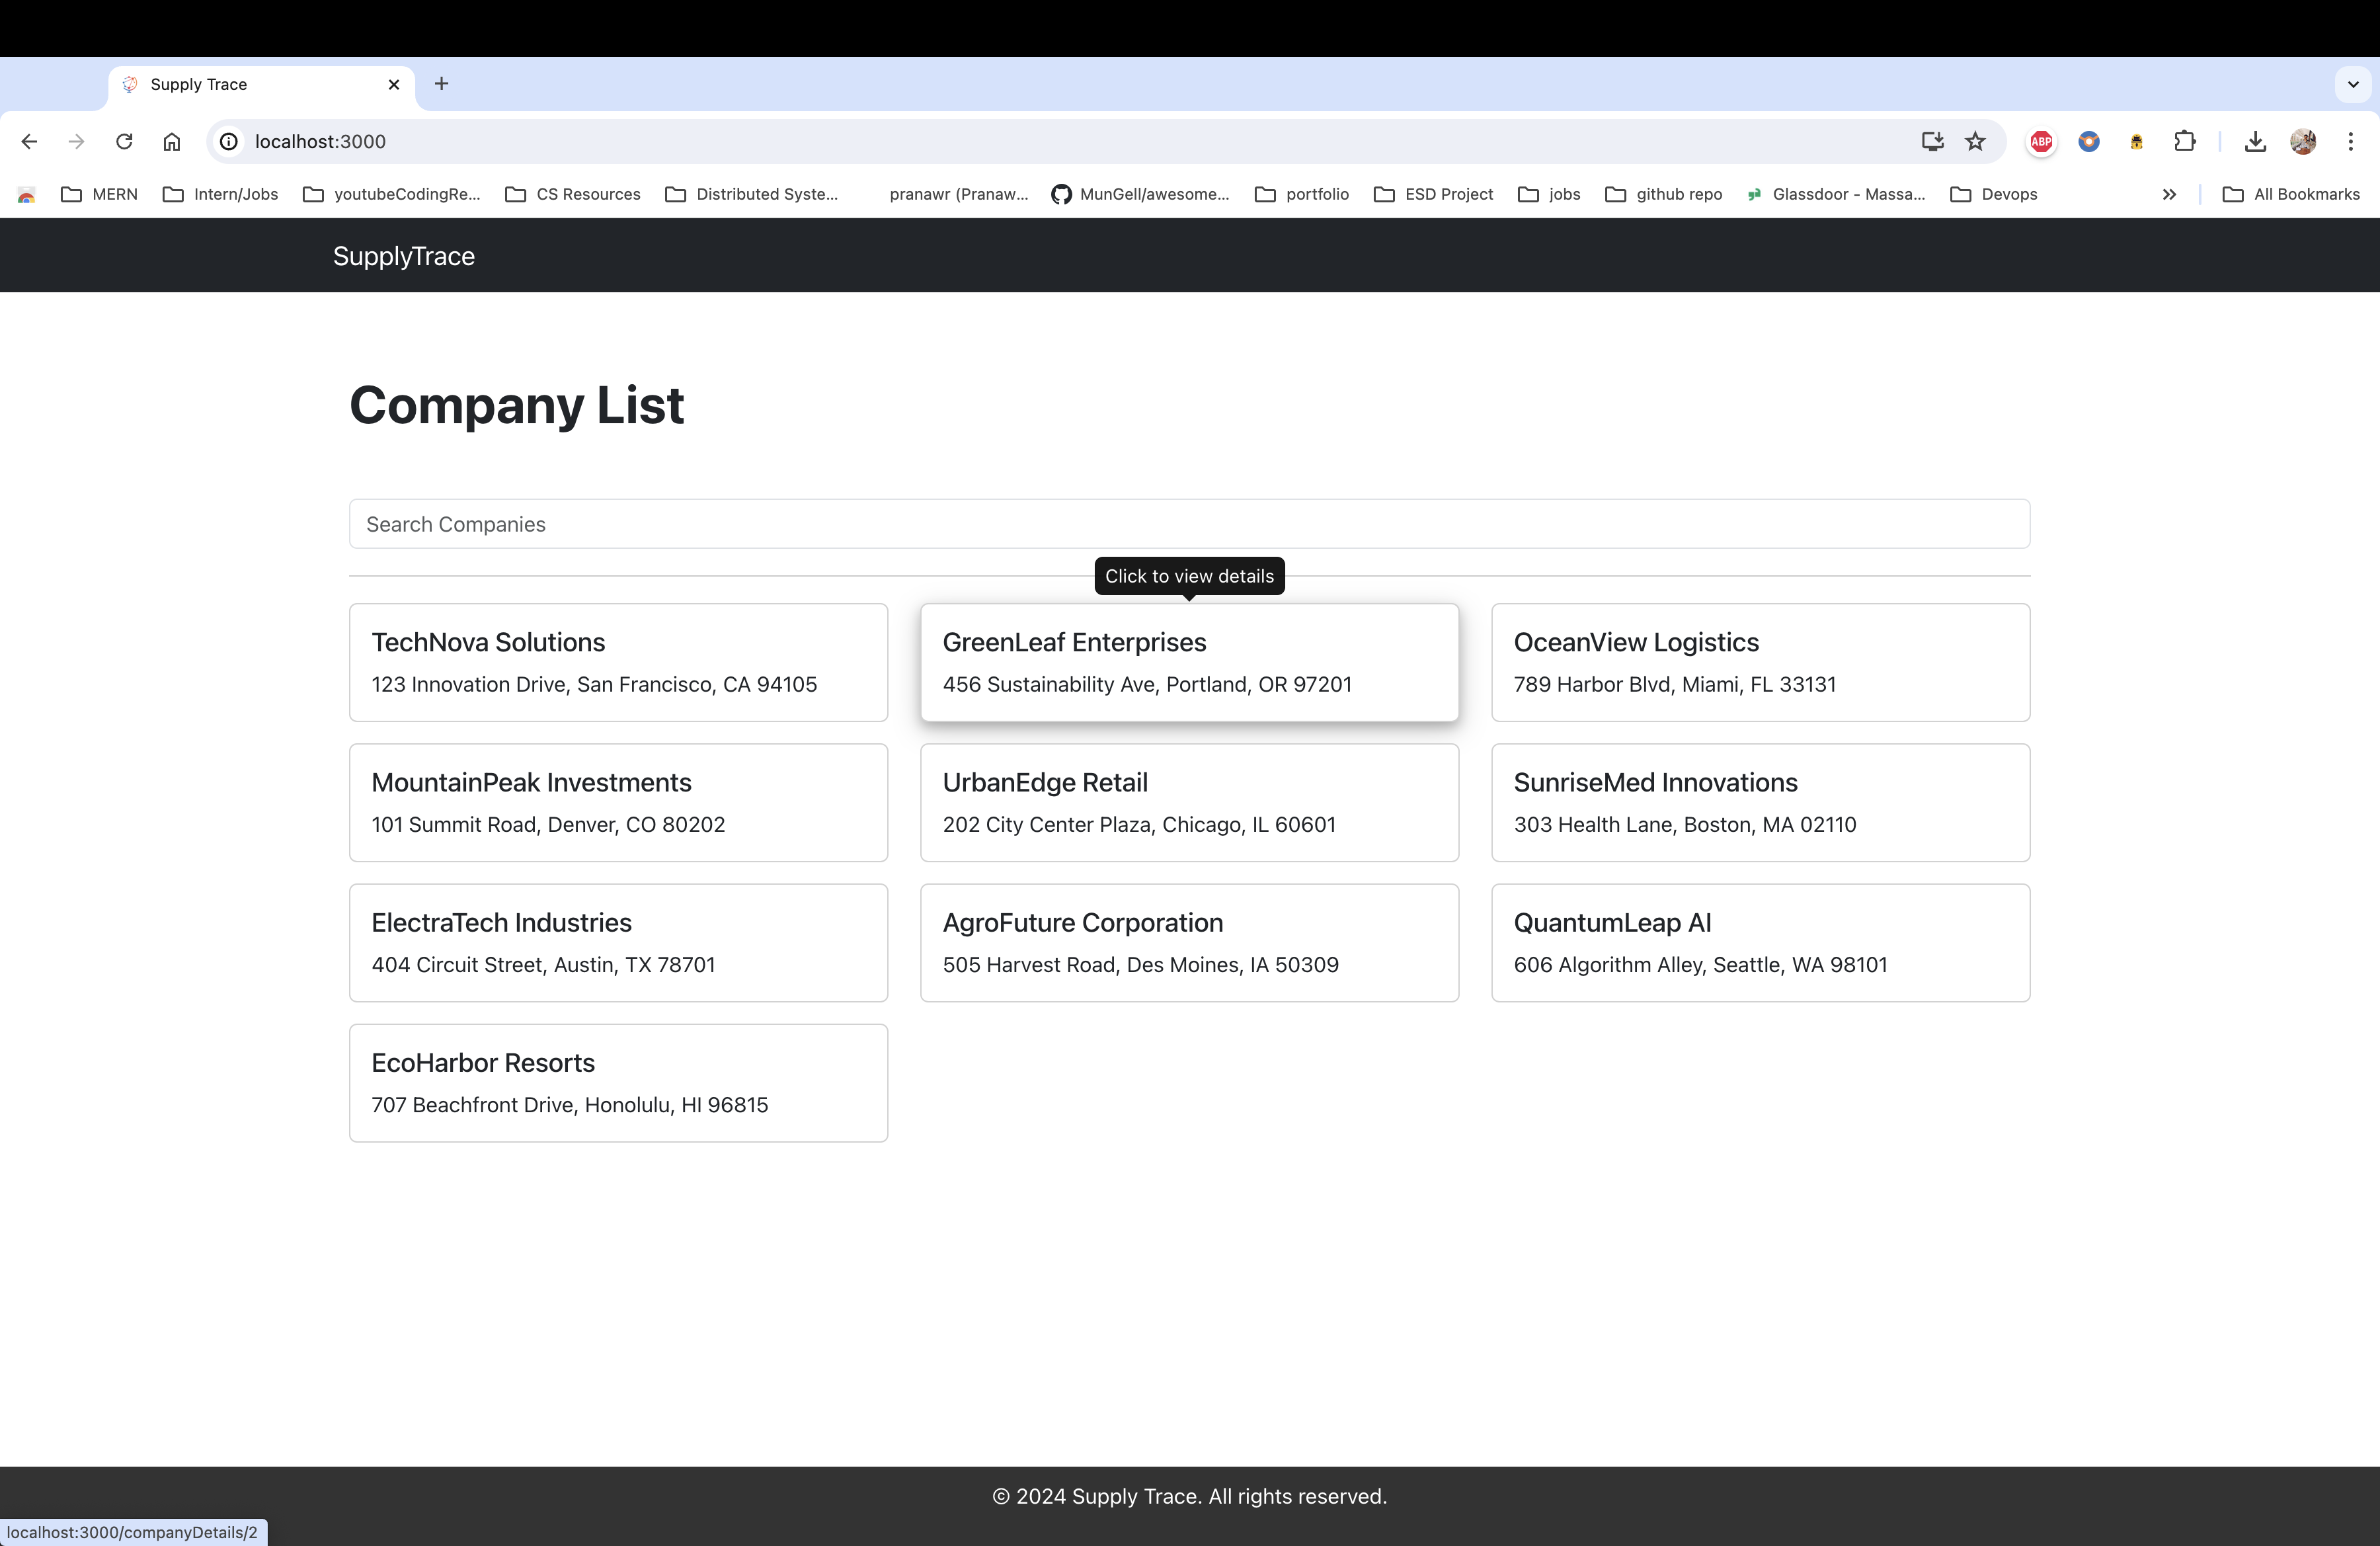 Supply Trace
localhost:3000
MERN Intern/Jobs youtubeCodingRe... CS Resources Distributed Syste... pranawr (Pranaw... MunGell/awesome... portfolio ESD Project jobs github repo Glassdoor - Massa... Devops All Bookmarks
ABP
SupplyTrace
Company List
Search Companies
Click to view details
TechNova Solutions
123 Innovation Drive, San Francisco, CA 94105
GreenLeaf Enterprises
456 Sustainability Ave, Portland, OR 97201
OceanView Logistics
789 Harbor Blvd, Miami, FL 33131
MountainPeak Investments
101 Summit Road, Denver, CO 80202
UrbanEdge Retail
202 City Center Plaza, Chicago, IL 60601
SunriseMed Innovations
303 Health Lane, Boston, MA 02110
ElectraTech Industries
404 Circuit Street, Austin, TX 78701
AgroFuture Corporation
505 Harvest Road, Des Moines, IA 50309
QuantumLeap AI
606 Algorithm Alley, Seattle, WA 98101
EcoHarbor Resorts
707 Beachfront Drive, Honolulu, HI 96815
© 2024 Supply Trace. All rights reserved.
localhost:3000/companyDetails/2